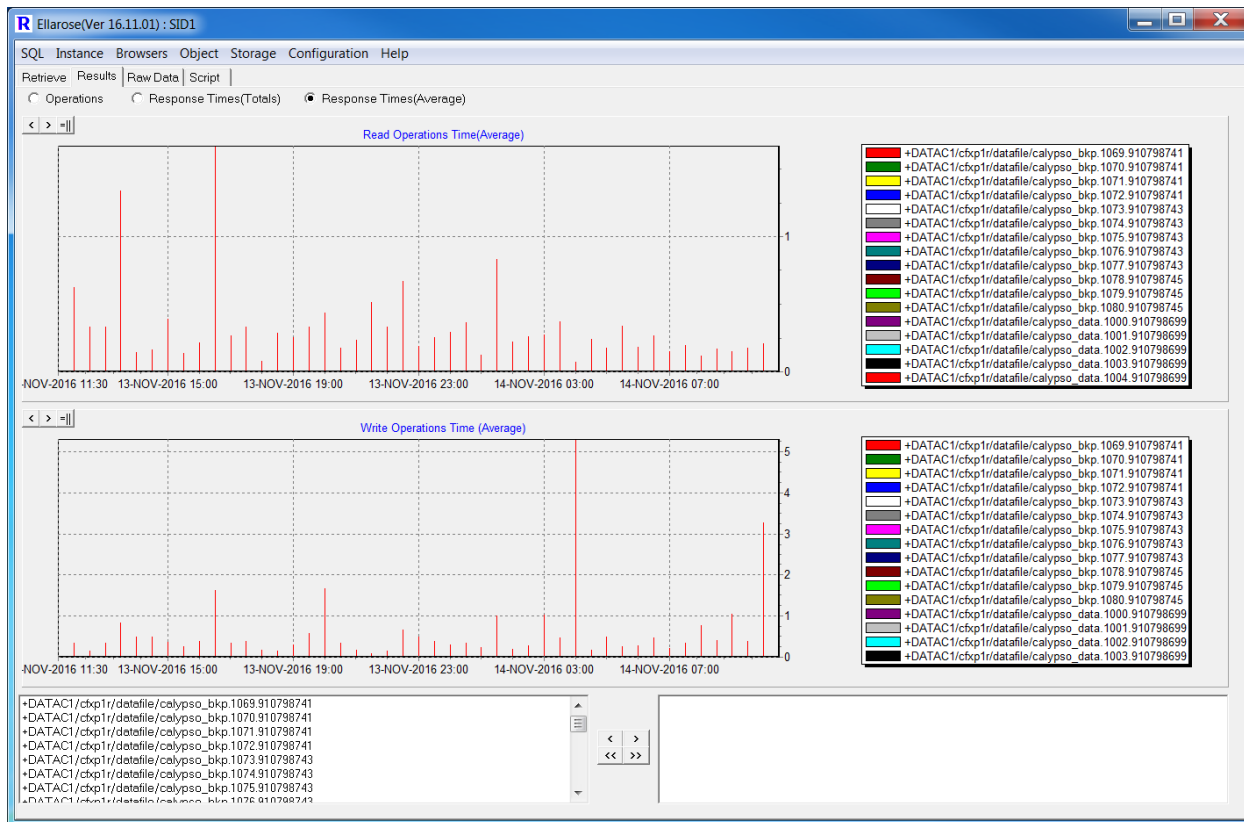 R Ellarose(Ver 16.11.01) : SID1
SQL Instance Browsers Object Storage Configuration Help
Retrieve Results Raw Data Script
Operations Response Times(Totals) Response Times(Average)
< > =||
Read Operations Time(Average)
1
0
-NOV-2016 11:30 13-NOV-2016 15:00 13-NOV-2016 19:00 13-NOV-2016 23:00 14-NOV-2016 03:00 14-NOV-2016 07:00
+DATAC1/cfxp1r/datafile/calypso_bkp.1069.910798741
+DATAC1/cfxp1r/datafile/calypso_bkp.1070.910798741
+DATAC1/cfxp1r/datafile/calypso_bkp.1071.910798741
+DATAC1/cfxp1r/datafile/calypso_bkp.1072.910798741
+DATAC1/cfxp1r/datafile/calypso_bkp.1073.910798743
+DATAC1/cfxp1r/datafile/calypso_bkp.1074.910798743
+DATAC1/cfxp1r/datafile/calypso_bkp.1075.910798743
+DATAC1/cfxp1r/datafile/calypso_bkp.1076.910798743
+DATAC1/cfxp1r/datafile/calypso_bkp.1077.910798743
+DATAC1/cfxp1r/datafile/calypso_bkp.1078.910798745
+DATAC1/cfxp1r/datafile/calypso_bkp.1079.910798745
+DATAC1/cfxp1r/datafile/calypso_bkp.1080.910798745
+DATAC1/cfxp1r/datafile/calypso_data.1000.910798699
+DATAC1/cfxp1r/datafile/calypso_data.1001.910798699
+DATAC1/cfxp1r/datafile/calypso_data.1002.910798699
+DATAC1/cfxp1r/datafile/calypso_data.1003.910798699
+DATAC1/cfxp1r/datafile/calypso_data.1004.910798699
< > =||
Write Operations Time (Average)
5
4
3
2
1
0
-NOV-2016 11:30 13-NOV-2016 15:00 13-NOV-2016 19:00 13-NOV-2016 23:00 14-NOV-2016 03:00 14-NOV-2016 07:00
+DATAC1/cfxp1r/datafile/calypso_bkp.1069.910798741
+DATAC1/cfxp1r/datafile/calypso_bkp.1070.910798741
+DATAC1/cfxp1r/datafile/calypso_bkp.1071.910798741
+DATAC1/cfxp1r/datafile/calypso_bkp.1072.910798741
+DATAC1/cfxp1r/datafile/calypso_bkp.1073.910798743
+DATAC1/cfxp1r/datafile/calypso_bkp.1074.910798743
+DATAC1/cfxp1r/datafile/calypso_bkp.1075.910798743
+DATAC1/cfxp1r/datafile/calypso_bkp.1076.910798743
+DATAC1/cfxp1r/datafile/calypso_bkp.1077.910798743
+DATAC1/cfxp1r/datafile/calypso_bkp.1078.910798745
+DATAC1/cfxp1r/datafile/calypso_bkp.1079.910798745
+DATAC1/cfxp1r/datafile/calypso_bkp.1080.910798745
+DATAC1/cfxp1r/datafile/calypso_data.1000.910798699
+DATAC1/cfxp1r/datafile/calypso_data.1001.910798699
+DATAC1/cfxp1r/datafile/calypso_data.1002.910798699
+DATAC1/cfxp1r/datafile/calypso_data.1003.910798699
+DATAC1/cfxp1r/datafile/calypso_bkp.1069.910798741
+DATAC1/cfxp1r/datafile/calypso_bkp.1070.910798741
+DATAC1/cfxp1r/datafile/calypso_bkp.1071.910798741
+DATAC1/cfxp1r/datafile/calypso_bkp.1072.910798741
+DATAC1/cfxp1r/datafile/calypso_bkp.1073.910798743
+DATAC1/cfxp1r/datafile/calypso_bkp.1074.910798743
+DATAC1/cfxp1r/datafile/calypso_bkp.1075.910798743
+DATAC1/cfxp1r/datafile/calypso_bkp.1076.910798743
< >
<< >>